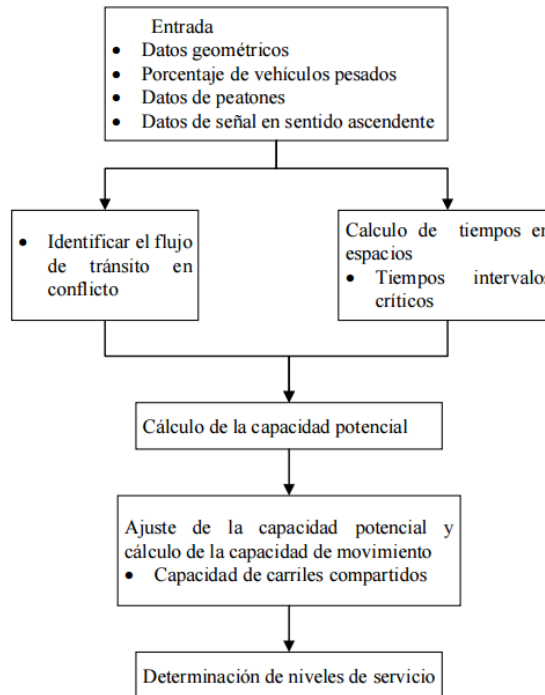 Entrada
• Datos geométricos
• Porcentaje de vehículos pesados
• Datos de peatones
• Datos de señal en sentido ascendente
• Identificar el flujo
de tránsito en
conflicto
Calculo de tiempos en
espacios
• Tiempos intervalos
críticos
Cálculo de la capacidad potencial
Ajuste de la capacidad potencial y
cálculo de la capacidad de movimiento
• Capacidad de carriles compartidos
Determinación de niveles de servicio